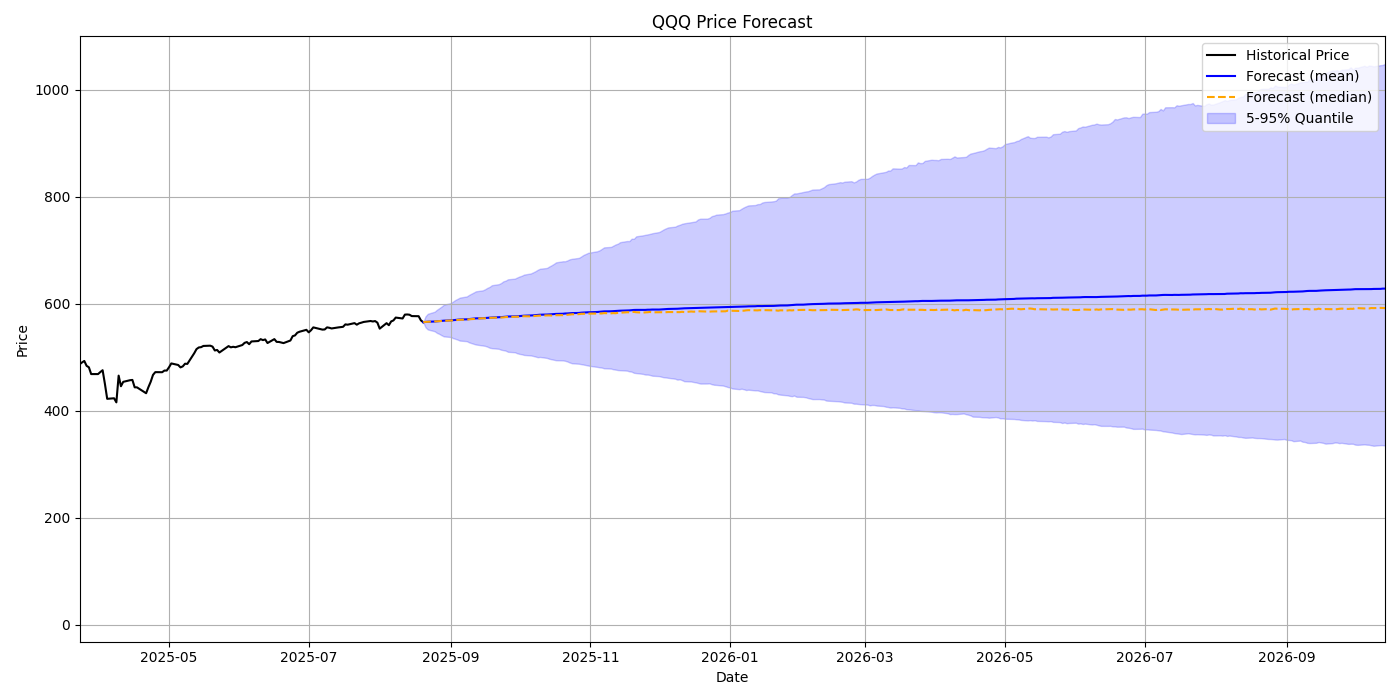 QQQ Price Forecast
Historical Price
Forecast (mean)
Forecast (median)
5-95% Quantile
Price
1000
800
600
400
200
0
2025-05 2025-07 2025-09 2025-11 2026-01 2026-03 2026-05 2026-07 2026-09
Date